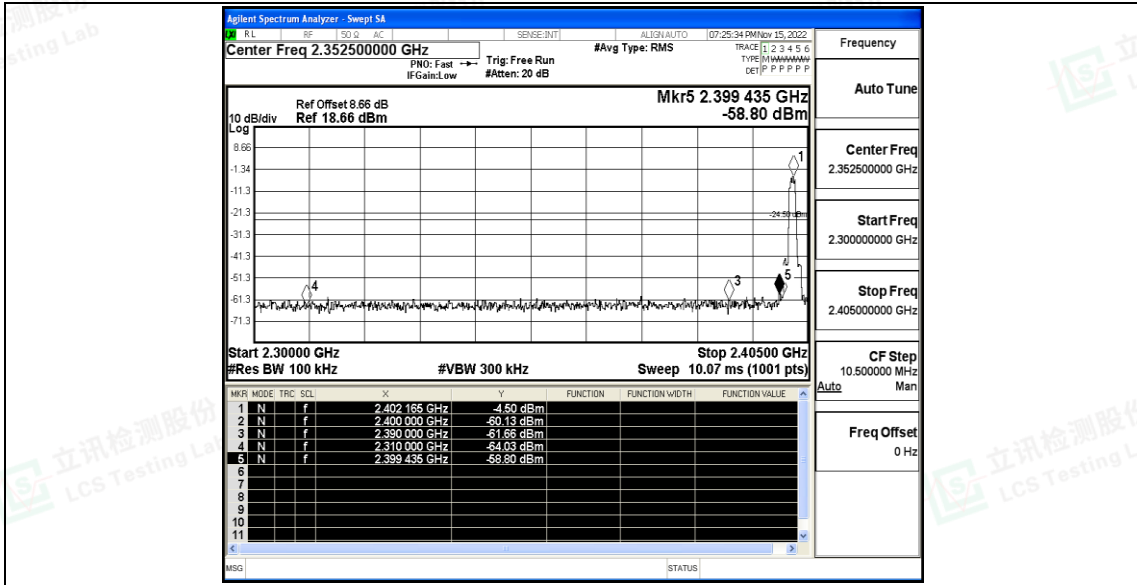 Agilent Spectrum Analyzer - Swept SA
LXI RL RF 50 Ω AC SENSE:INT ALIGNAUTO 07:25:34 PM Nov 15, 2022
Center Freq 2.352500000 GHz
PNO: Fast
IFGain:Low
Trig: Free Run
#Atten: 20 dB
#Avg Type: RMS
TRACE 1 2 3 4 5 6
TYPE M WWWWW
DET P P P P P P
Mkr5 2.399 435 GHz
-58.80 dBm
Ref Offset 8.66 dB
10 dB/div Ref 18.66 dBm
Log
8.66
-1.34
-11.3
-21.3
-31.3
-41.3
-51.3
-61.3
-71.3
-24.50 dBm
1
3
4
5
Start 2.30000 GHz Stop 2.40500 GHz
#Res BW 100 kHz #VBW 300 kHz Sweep 10.07 ms (1001 pts)
MKR MODE TRC SCL X Y FUNCTION FUNCTION WIDTH FUNCTION VALUE
1 N f 2.402 165 GHz -4.50 dBm
2 N f 2.400 000 GHz -60.13 dBm
3 N f 2.390 000 GHz -61.66 dBm
4 N f 2.310 000 GHz -64.03 dBm
5 N f 2.399 435 GHz -58.80 dBm
6
7
8
9
10
11
MSG STATUS
Frequency
Auto Tune
Center Freq
2.352500000 GHz
Start Freq
2.300000000 GHz
Stop Freq
2.405000000 GHz
CF Step
10.500000 MHz
Auto Man
Freq Offset
0 Hz
立讯检测股份
LCS Testing Lab